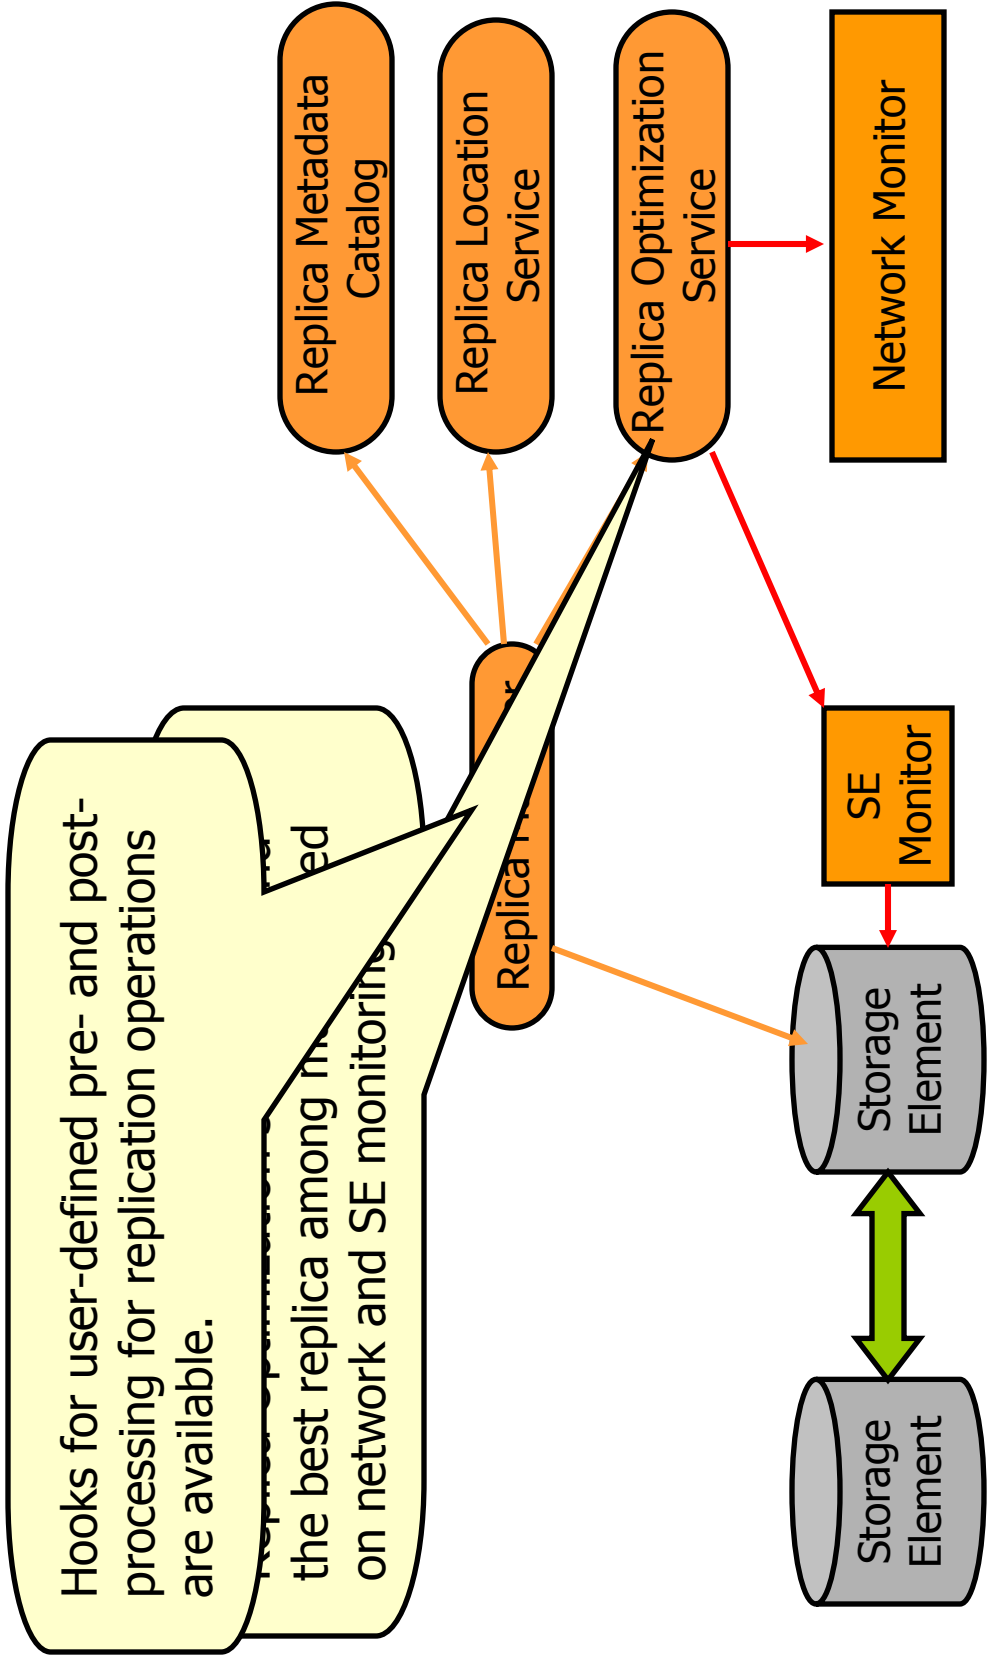 Hooks for user-defined pre- and post-
processing for replication operations
are available.
the best replica among
on network and SE monitoring
Replica
Replica Metadata
Catalog
Replica Location
Service
Replica Optimization
Service
SE
Monitor
Network Monitor
Storage
Element
Storage
Element